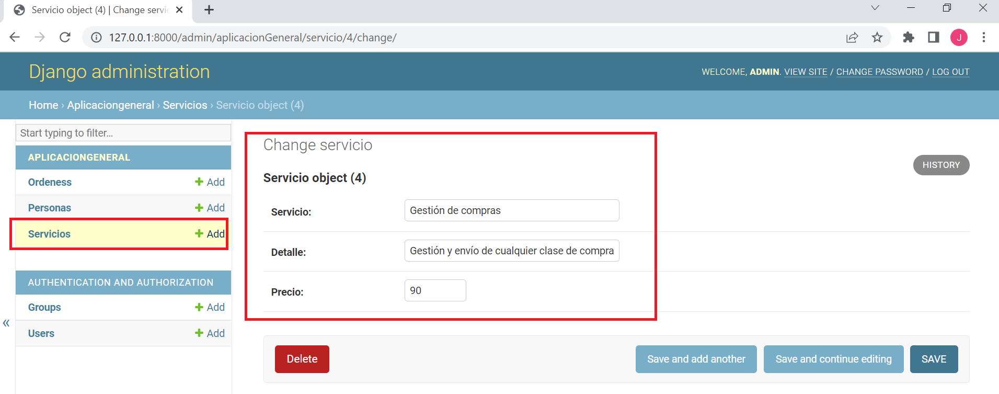 Servicio object (4) | Change servic
127.0.0.1:8000/admin/aplicacionGeneral/servicio/4/change/
J
Django administration
WELCOME, ADMIN. VIEW SITE / CHANGE PASSWORD / LOG OUT
Home › Aplicaciongeneral › Servicios › Servicio object (4)
Start typing to filter...
APLICACIONGENERAL
Ordeness + Add
Personas + Add
Servicios + Add
AUTHENTICATION AND AUTHORIZATION
Groups + Add
Users + Add
«
Change servicio
HISTORY
Servicio object (4)
Servicio: Gestión de compras
Detalle: Gestión y envío de cualquier clase de compra
Precio: 90
Delete
Save and add another
Save and continue editing
SAVE